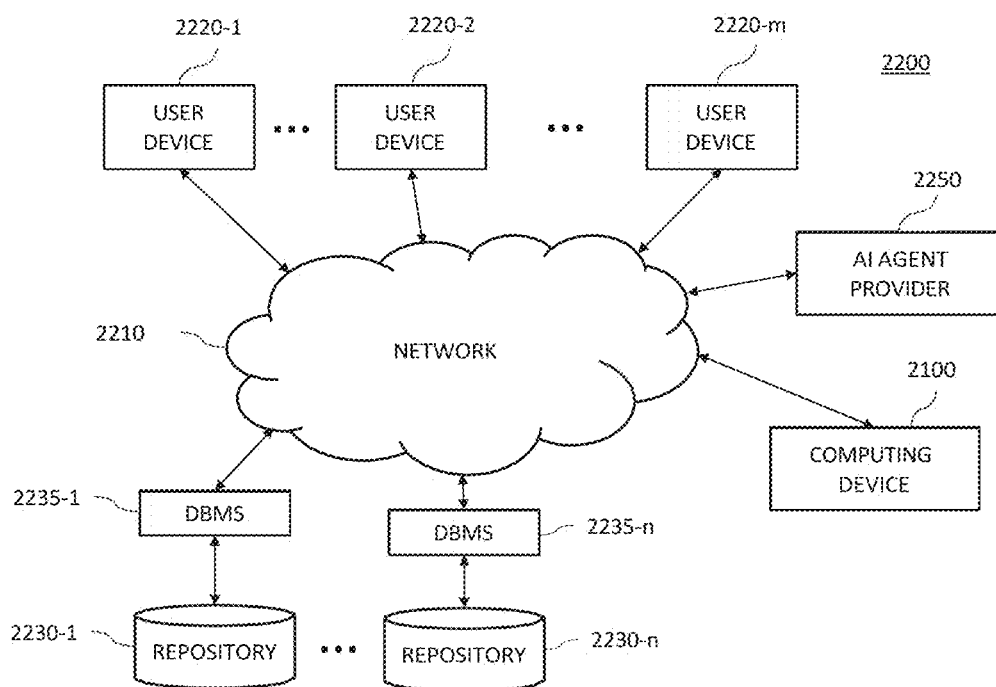 2220-1
2220-2
2220-m
2200
USER
DEVICE
USER
DEVICE
USER
DEVICE
2250
AI AGENT
PROVIDER
2210
NETWORK
2100
COMPUTING
DEVICE
2235-1
DBMS
DBMS
2235-n
2230-1
REPOSITORY
REPOSITORY
2230-n